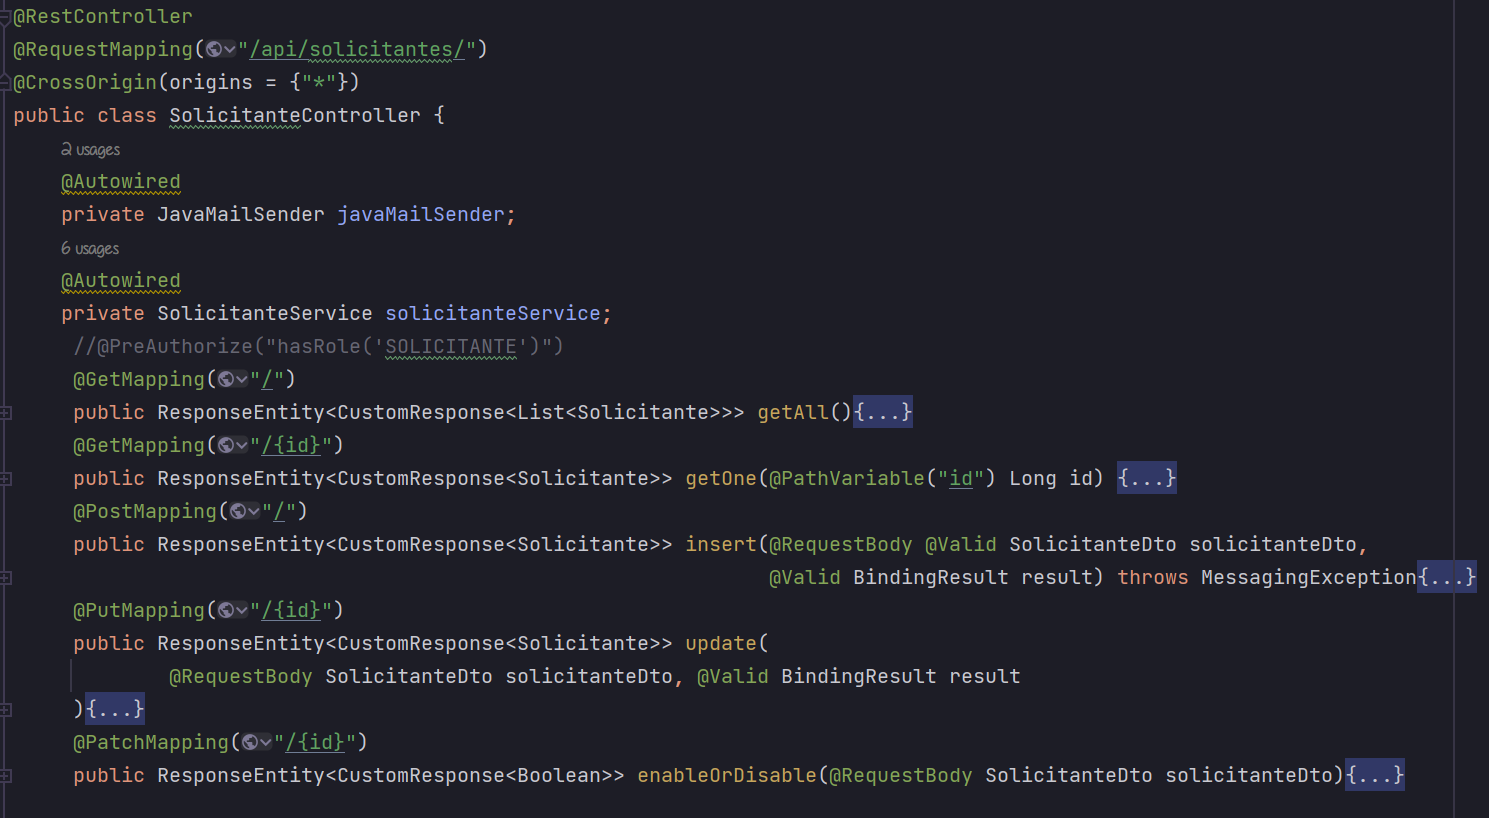 @RestController
@RequestMapping("/api/solicitantes/")
@CrossOrigin(origins = {"*"})
public class SolicitanteController {
2 usages
@Autowired
private JavaMailSender javaMailSender;
6 usages
@Autowired
private SolicitanteService solicitanteService;
//@PreAuthorize("hasRole('SOLICITANTE')")
@GetMapping("/")
public ResponseEntity<CustomResponse<List<Solicitante>>> getAll(){...}
@GetMapping("/{id}")
public ResponseEntity<CustomResponse<Solicitante>> getOne(@PathVariable("id") Long id) {...}
@PostMapping("/")
public ResponseEntity<CustomResponse<Solicitante>> insert(@RequestBody @Valid SolicitanteDto solicitanteDto,
@Valid BindingResult result) throws MessagingException{...}
@PutMapping("/{id}")
public ResponseEntity<CustomResponse<Solicitante>> update(
@RequestBody SolicitanteDto solicitanteDto, @Valid BindingResult result
){...}
@PatchMapping("/{id}")
public ResponseEntity<CustomResponse<Boolean>> enableOrDisable(@RequestBody SolicitanteDto solicitanteDto){...}